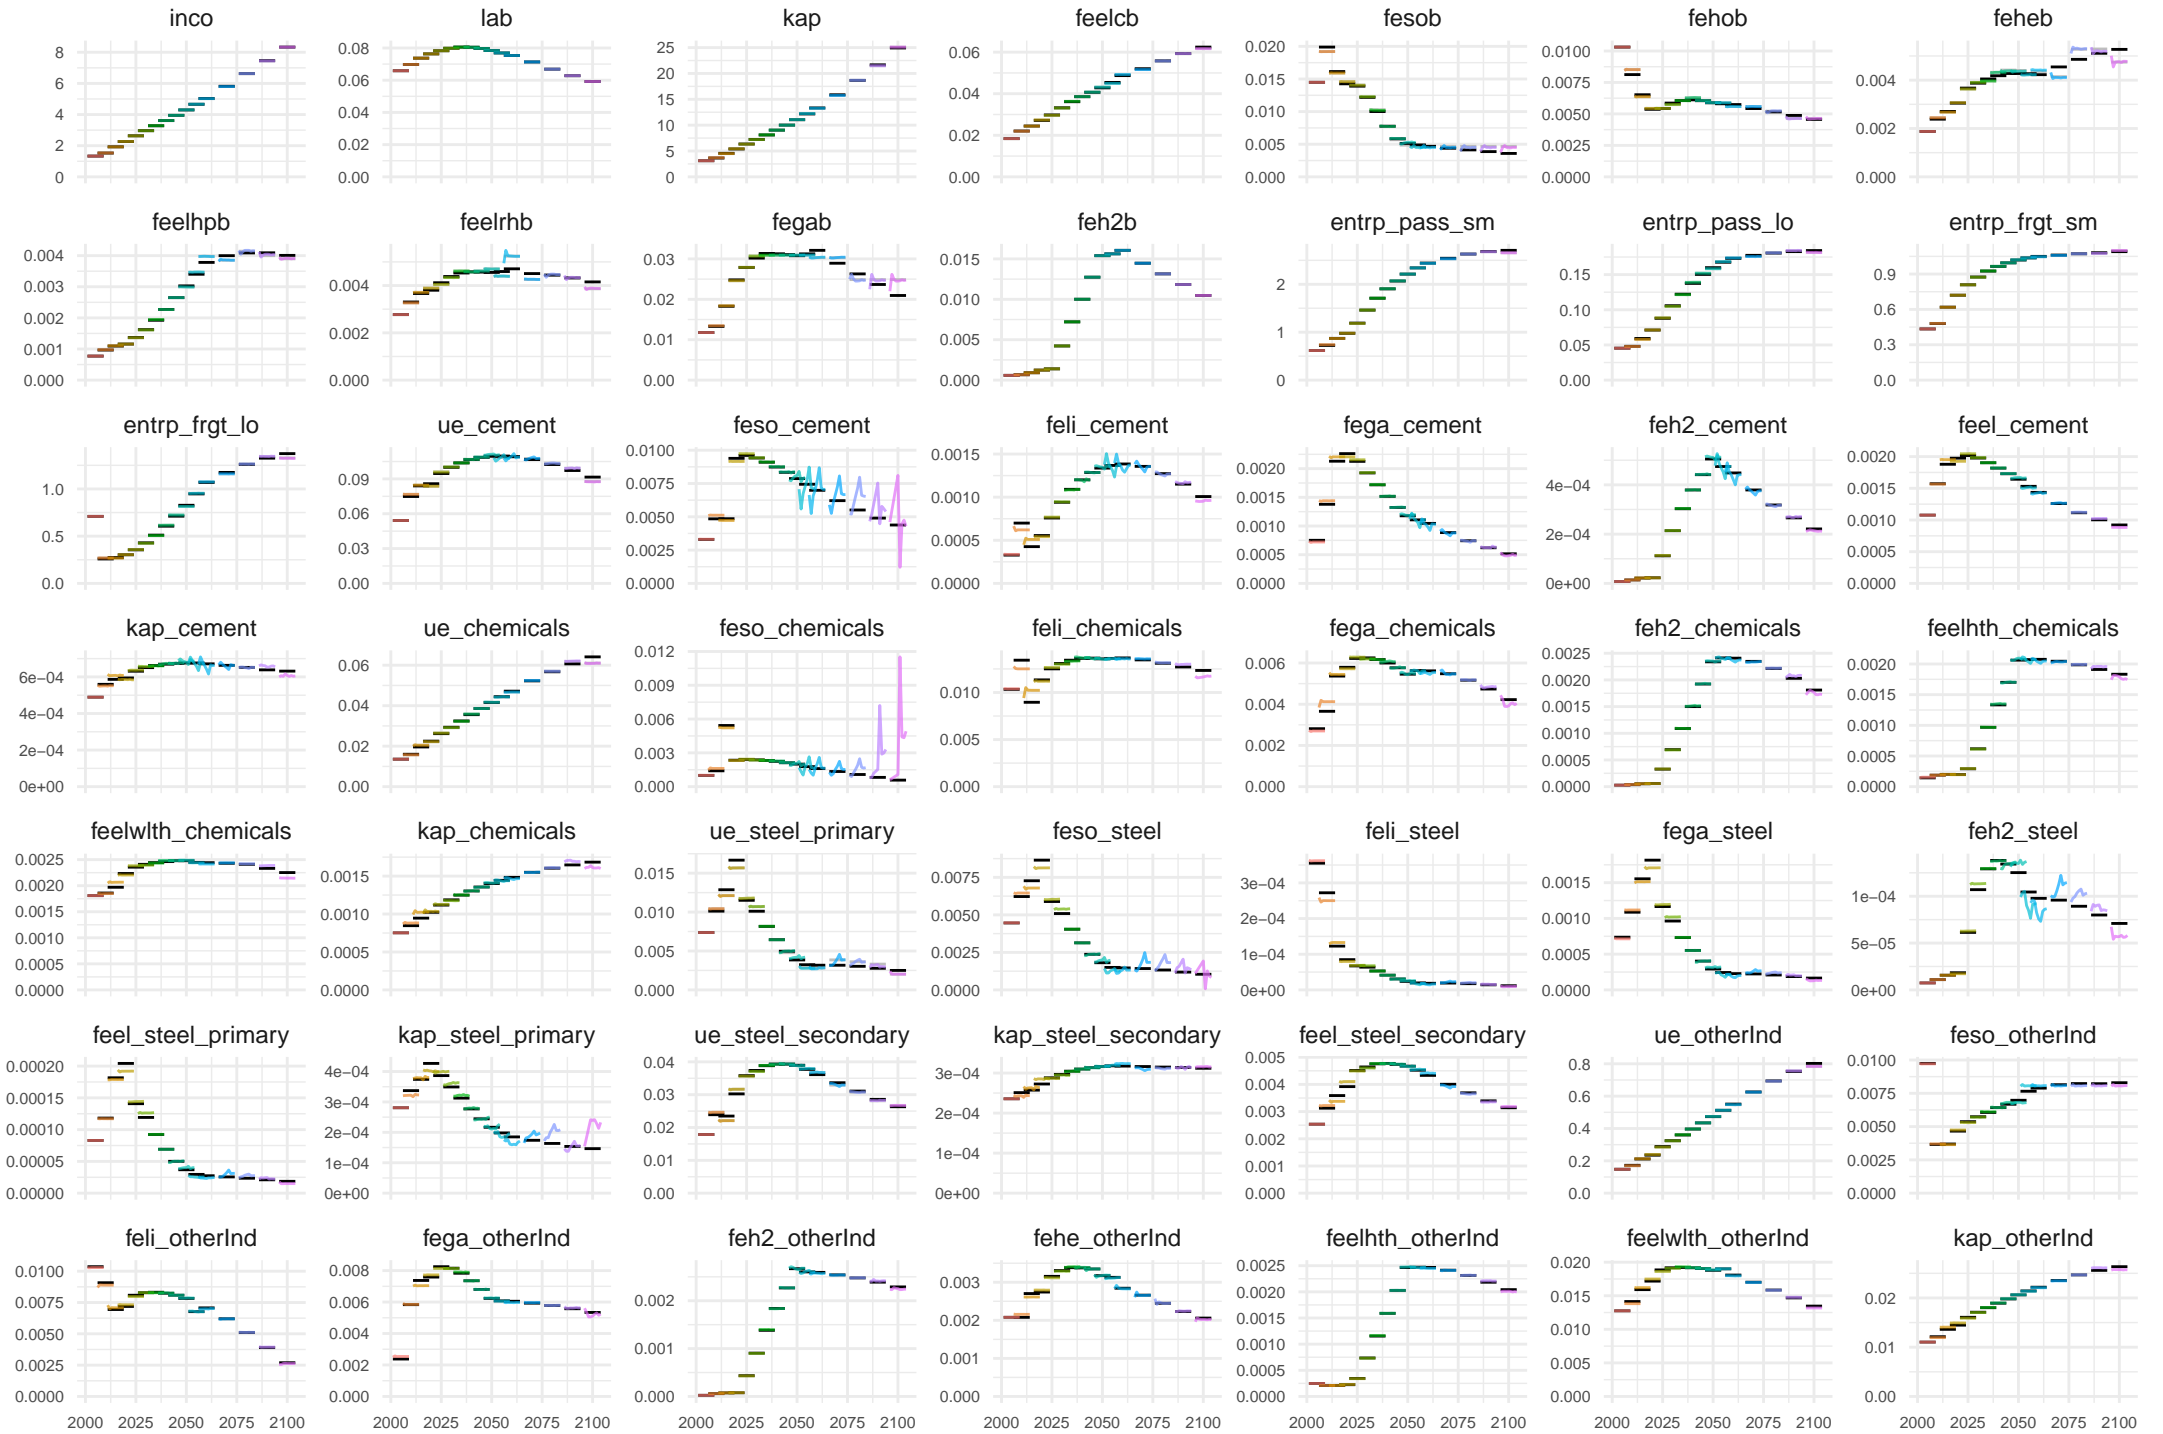 inco lab kap feelcb fesob fehob feheb
8 0.08 25 0.06 0.020 0.0100
6 0.06 20 0.015 0.0075 0.004
4 0.04 15 0.04 0.010 0.0050
2 0.02 10 0.02 0.005 0.0025 0.002
0 0.00 5 0.00 0.000 0.0000 0.000
0
feelhpb feelrhb fegab feh2b entrp_pass_sm entrp_pass_lo entrp_frgt_sm
0.004 0.004 0.03 0.015 2 0.15 0.9
0.003 0.002 0.02 0.010 1 0.10 0.6
0.002 0.000 0.01 0.005 0 0.05 0.3
0.001 0.00 0.000 0.00 0.0
0.000
entrp_frgt_lo ue_cement feso_cement feli_cement fega_cement feh2_cement feel_cement
1.0 0.09 0.0100 0.0015 0.0020 4e−04 0.0020
0.5 0.06 0.0075 0.0010 0.0015 2e−04 0.0015
0.0 0.03 0.0050 0.0005 0.0010 0e+00 0.0010
0.00 0.0025 0.0000 0.0005 0.0005
0.0000 0.0000 0.0000
kap_cement ue_chemicals feso_chemicals feli_chemicals fega_chemicals feh2_chemicals feelhth_chemicals
6e−04 0.06 0.012 0.010 0.006 0.0025 0.0020
4e−04 0.04 0.009 0.005 0.004 0.0020 0.0015
2e−04 0.02 0.006 0.000 0.002 0.0015 0.0010
0e+00 0.00 0.003 0.000 0.0010 0.0005
0.000 0.0005 0.0000
0.0000
feelwlth_chemicals kap_chemicals ue_steel_primary feso_steel feli_steel fega_steel feh2_steel
0.0025 0.0015 0.015 0.0075 3e−04 0.0015 1e−04
0.0020 0.0010 0.010 0.0050 2e−04 0.0010 5e−05
0.0015 0.0005 0.005 0.0025 1e−04 0.0005 0e+00
0.0010 0.0000 0.000 0.0000 0e+00 0.0000
0.0005
0.0000
feel_steel_primary kap_steel_primary ue_steel_secondary kap_steel_secondary feel_steel_secondary ue_otherInd feso_otherInd
0.00020 4e−04 0.04 3e−04 0.005 0.8 0.0100
0.00015 3e−04 0.03 2e−04 0.004 0.6 0.0075
0.00010 2e−04 0.02 1e−04 0.003 0.4 0.0050
0.00005 1e−04 0.01 0e+00 0.002 0.2 0.0025
0.00000 0e+00 0.00 0.001 0.0 0.0000
0.000
feli_otherInd fega_otherInd feh2_otherInd fehe_otherInd feelhth_otherInd feelwlth_otherInd kap_otherInd
0.0100 0.008 0.002 0.003 0.0025 0.020 0.02
0.0075 0.006 0.001 0.002 0.0020 0.015 0.01
0.0050 0.004 0.000 0.001 0.0015 0.010 0.00
0.0025 0.002 0.000 0.0010 0.005
0.0000 0.000 0.0005 0.000
0.0000
2000 2025 2050 2075 2100 2000 2025 2050 2075 2100 2000 2025 2050 2075 2100 2000 2025 2050 2075 2100 2000 2025 2050 2075 2100 2000 2025 2050 2075 2100 2000 2025 2050 2075 2100